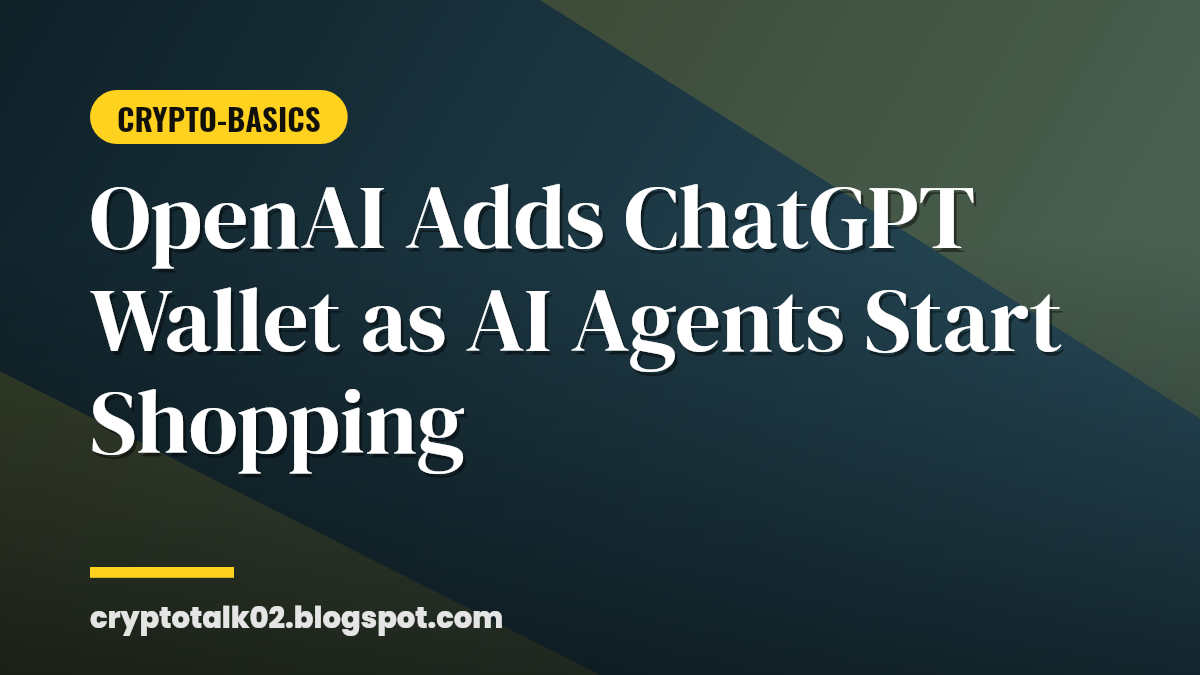 CRYPTO-BASICS
OpenAI Adds ChatGPT
Wallet as AI Agents Start
Shopping
cryptotalk02.blogspot.com